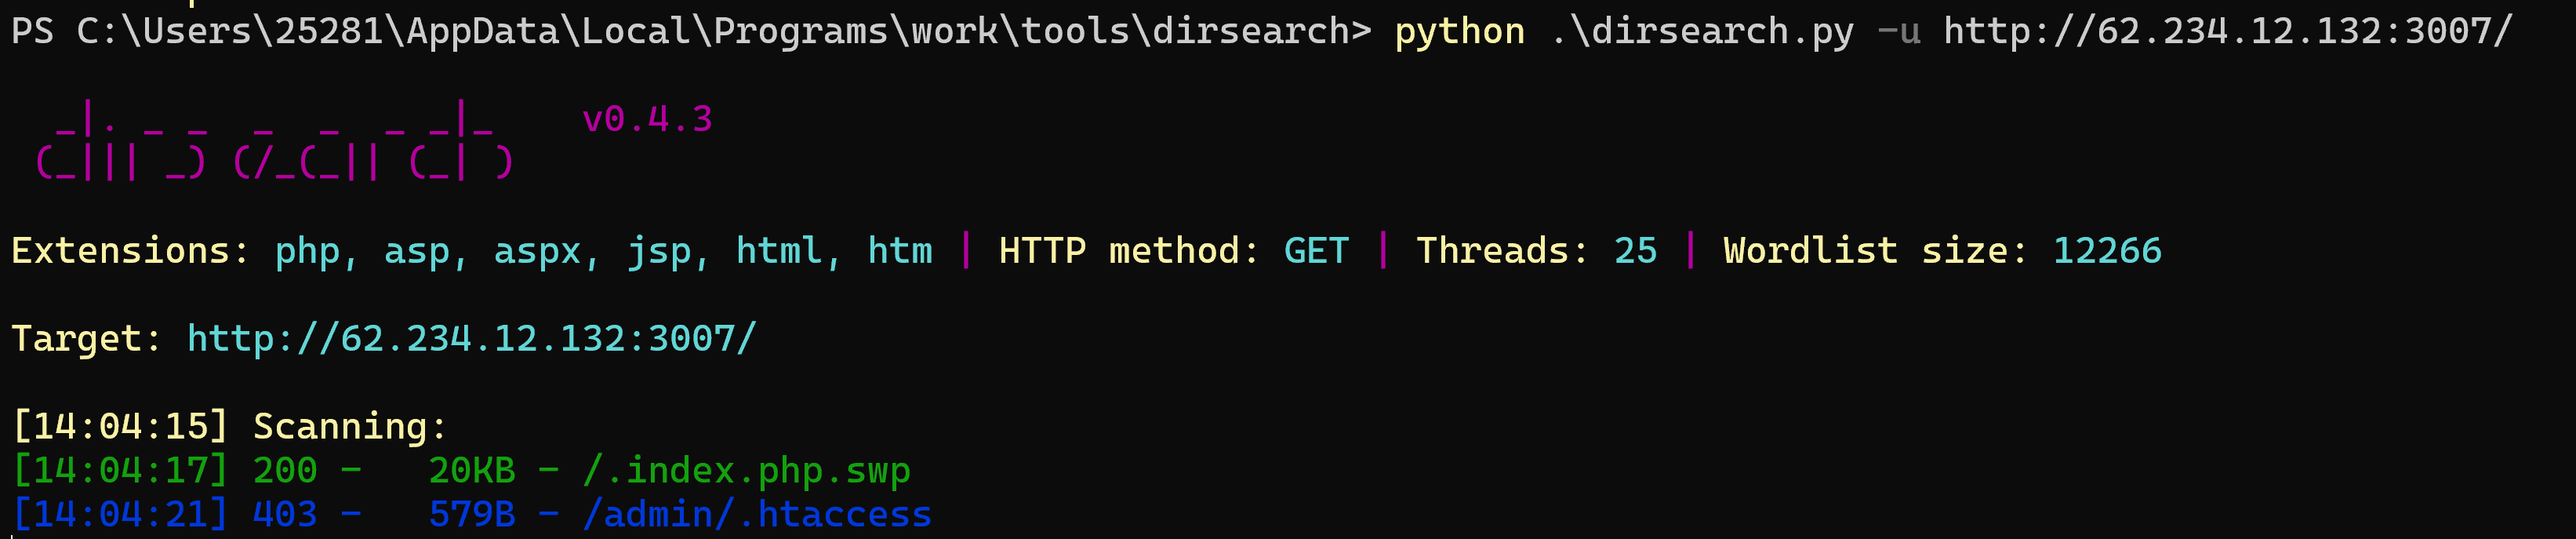 PS C:\Users\25281\AppData\Local\Programs\work\tools\dirsearch> python .\dirsearch.py -u http://62.234.12.132:3007/
  _|. _ _  _  _  _ _|_    v0.4.3
 (_||| _) (/_(_|| (_| )
Extensions: php, asp, aspx, jsp, html, htm | HTTP method: GET | Threads: 25 | Wordlist size: 12266
Target: http://62.234.12.132:3007/
[14:04:15] Scanning:
[14:04:17] 200 -   20KB - /.index.php.swp
[14:04:21] 403 -   579B - /admin/.htaccess